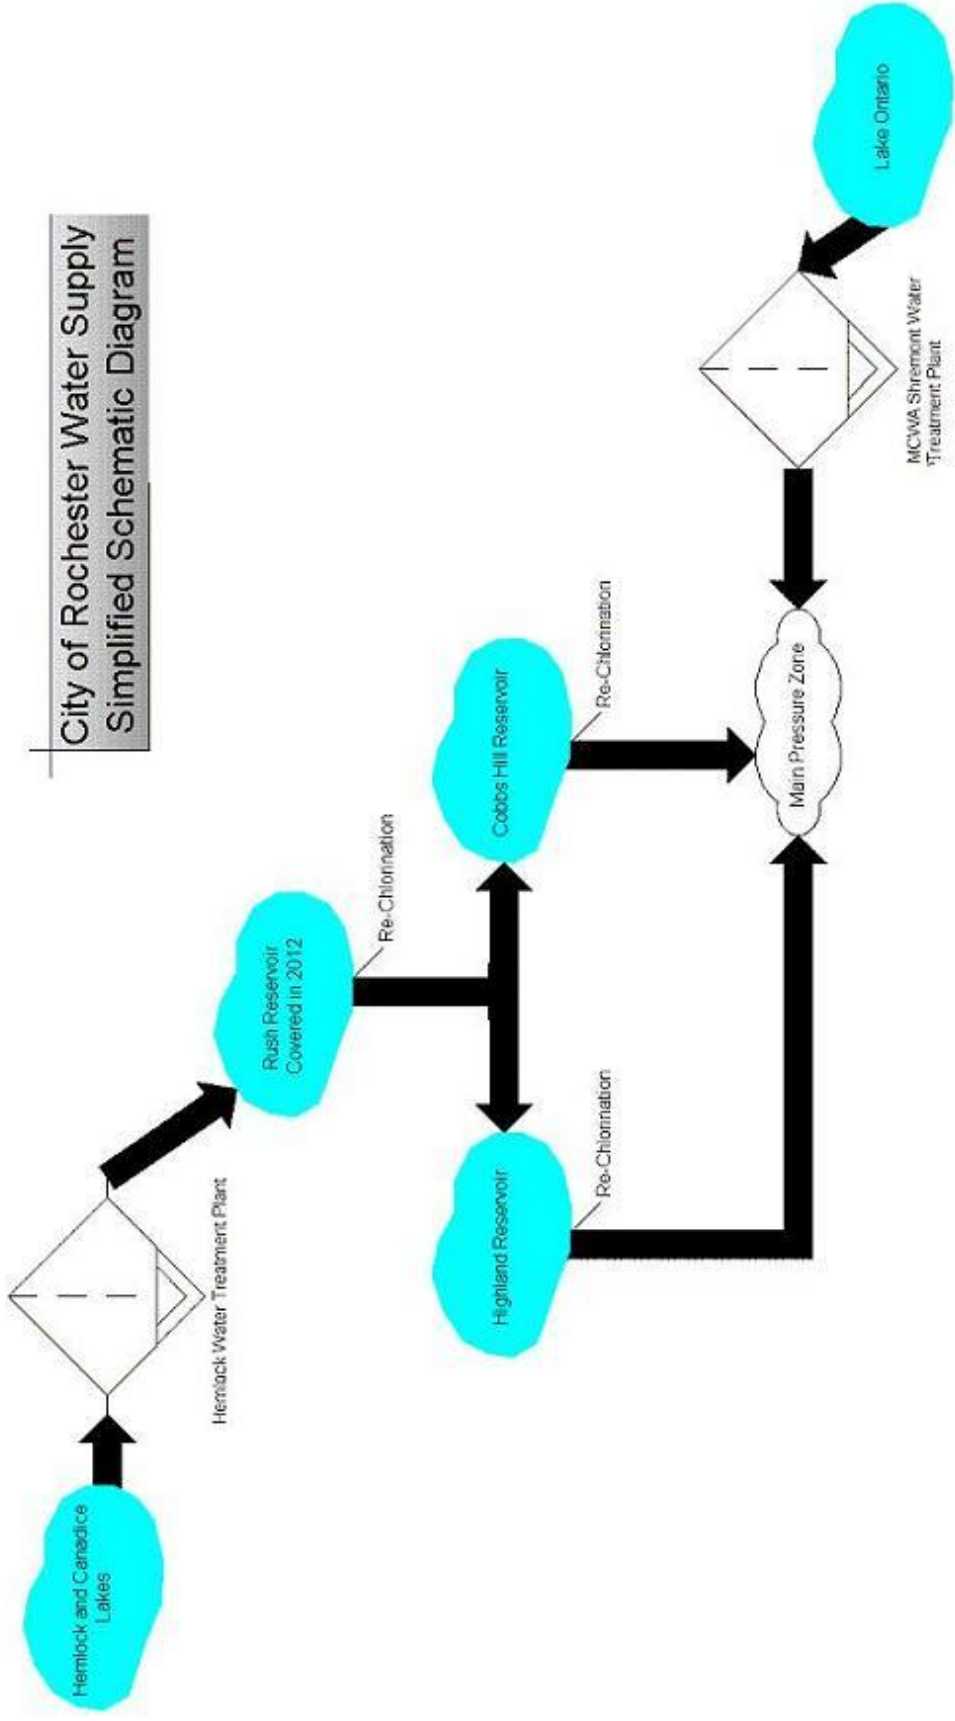 City of Rochester Water Supply
Simplified Schematic Diagram
Hemlock and Canadice
Lakes
Hemlock Water Treatment Plant
Rush Reservoir
Covered in 2012
Re-Chlorination
Highland Reservoir
Re-Chlorination
Cobbs Hill Reservoir
Re-Chlorination
Main Pressure Zone
MCWA Shremont Water
Treatment Plant
Lake Ontario